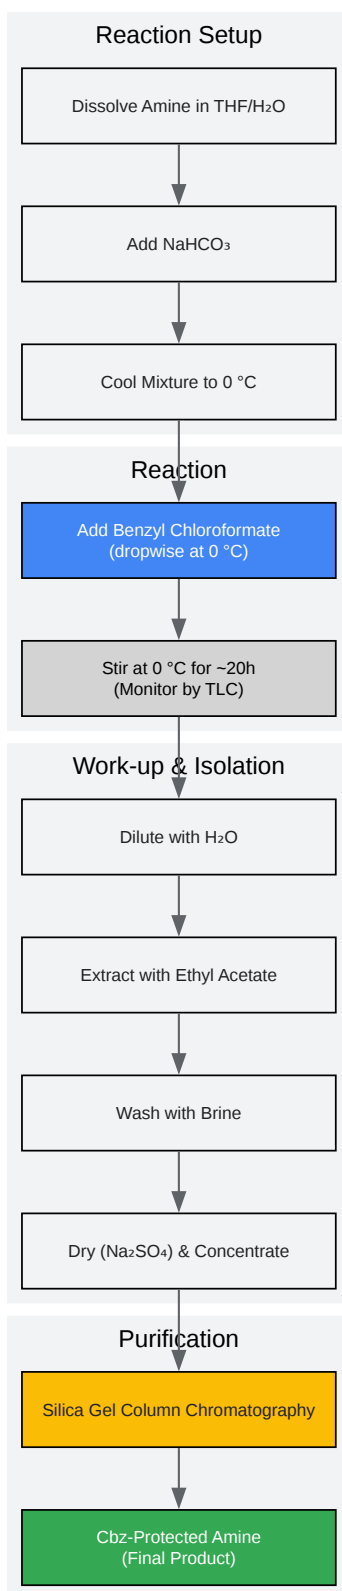 Reaction Setup
Dissolve Amine in THF/H₂O
Add NaHCO₃
Cool Mixture to 0 °C
Reaction
Add Benzyl Chloroformate
(dropwise at 0 °C)
Stir at 0 °C for ~20h
(Monitor by TLC)
Work-up & Isolation
Dilute with H₂O
Extract with Ethyl Acetate
Wash with Brine
Dry (Na₂SO₄) & Concentrate
Purification
Silica Gel Column Chromatography
Cbz-Protected Amine
(Final Product)